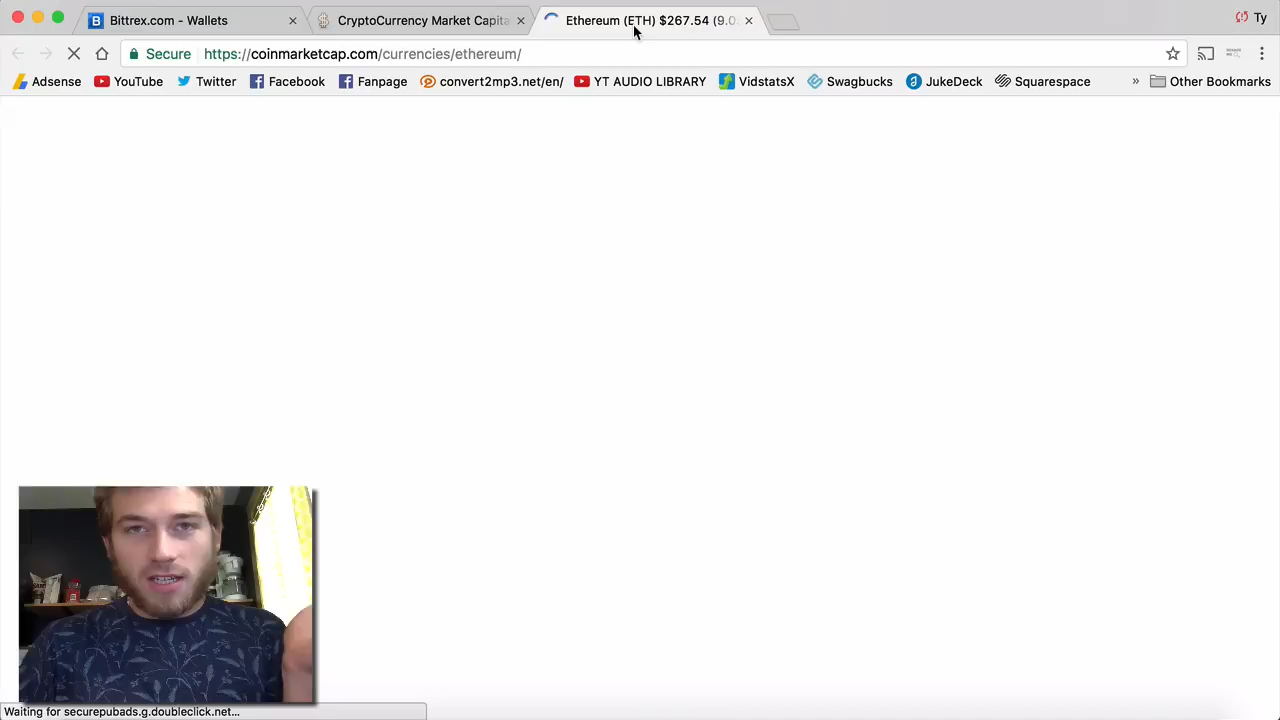 Bittrex.com - Wallets
CryptoCurrency Market Capita
Ethereum (ETH) $267.54 (9.0
Ty
Secure
https://coinmarketcap.com/currencies/ethereum/
Adsense
YouTube
Twitter
Facebook
Fanpage
convert2mp3.net/en/
YT AUDIO LIBRARY
VidstatsX
Swagbucks
JukeDeck
Squarespace
»
Other Bookmarks
Waiting for securepubads.g.doubleclick.net...